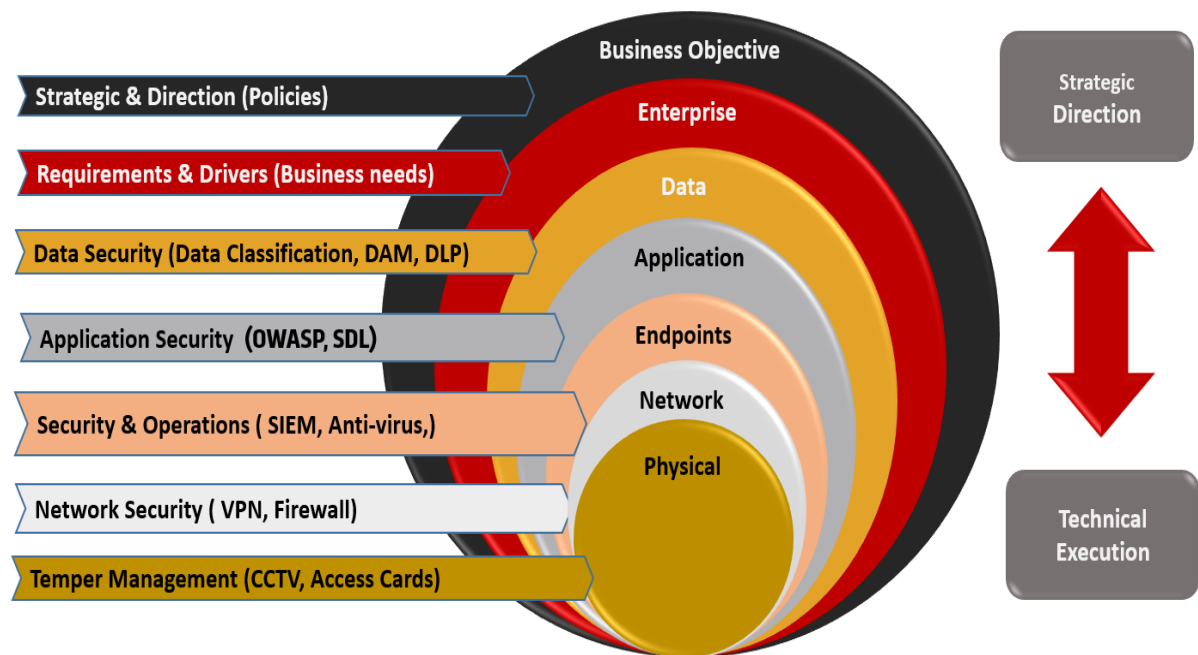 Business Objective
Strategic & Direction (Policies)
Enterprise
Requirements & Drivers (Business needs)
Data
Data Security (Data Classification, DAM, DLP)
Application
Application Security (OWASP, SDL)
Endpoints
Security & Operations ( SIEM, Anti-virus,)
Network
Network Security ( VPN, Firewall)
Physical
Temper Management (CCTV, Access Cards)
Strategic
Direction
Technical
Execution